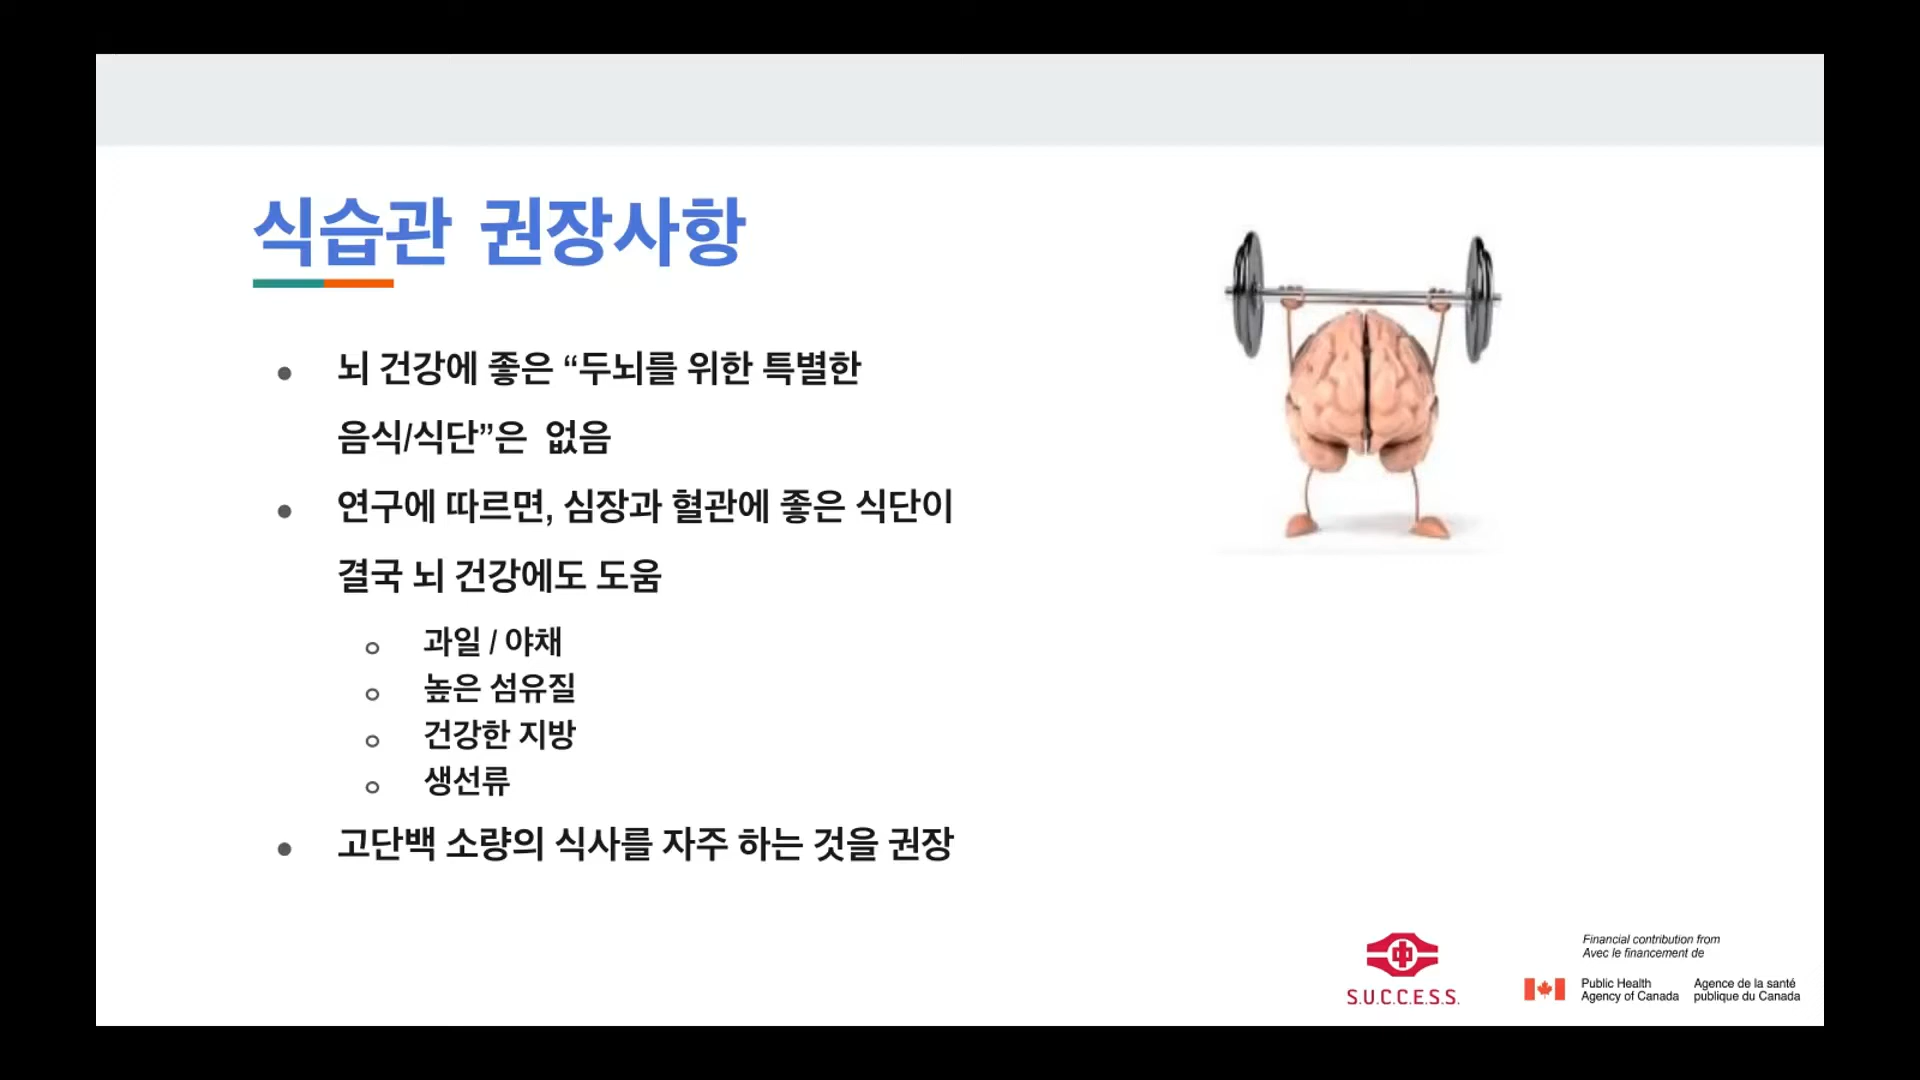 식습관 권장사항
뇌 건강에 좋은 “두뇌를 위한 특별한
음식/식단”은 없음
연구에 따르면, 심장과 혈관에 좋은 식단이
결국 뇌 건강에도 도움
과일 / 야채
높은 섬유질
건강한 지방
생선류
고단백 소량의 식사를 자주 하는 것을 권장
S.U.C.C.E.S.S.
Financial contribution from
Avec le financement de
Public Health
Agency of Canada
Agence de la santé
publique du Canada